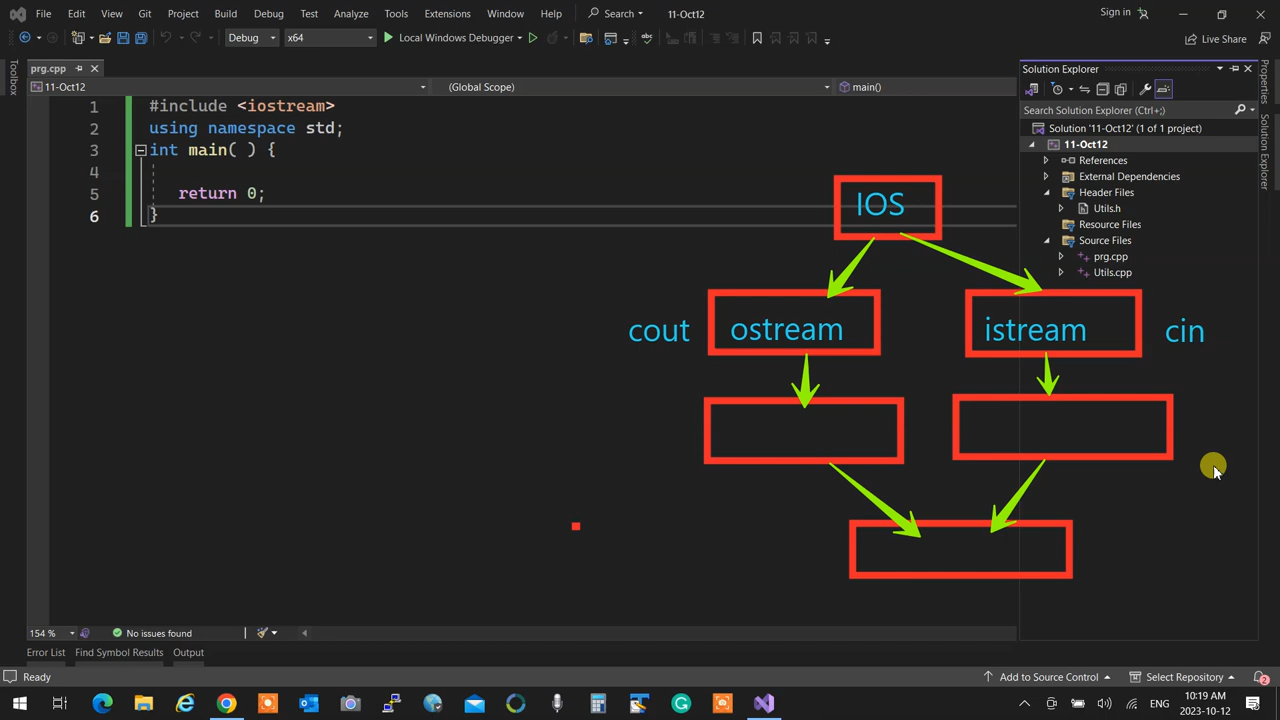 File Edit View Git Project Build Debug Test Analyze Tools Extensions Window Help Search 11-Oct12 Sign in
Debug x64 Local Windows Debugger Live Share
Toolbox
prg.cpp
11-Oct12 (Global Scope) main()
1 #include <iostream>
2 using namespace std;
3 int main( ) {
4
5 return 0;
6 }
IOS
cout ostream istream cin
Solution Explorer
Search Solution Explorer (Ctrl+;)
Solution '11-Oct12' (1 of 1 project)
11-Oct12
References
External Dependencies
Header Files
Utils.h
Resource Files
Source Files
prg.cpp
Utils.cpp
Properties
Solution Explorer
154 % No issues found
Error List Find Symbol Results Output
Ready Add to Source Control Select Repository 2
ENG 10:19 AM
2023-10-12